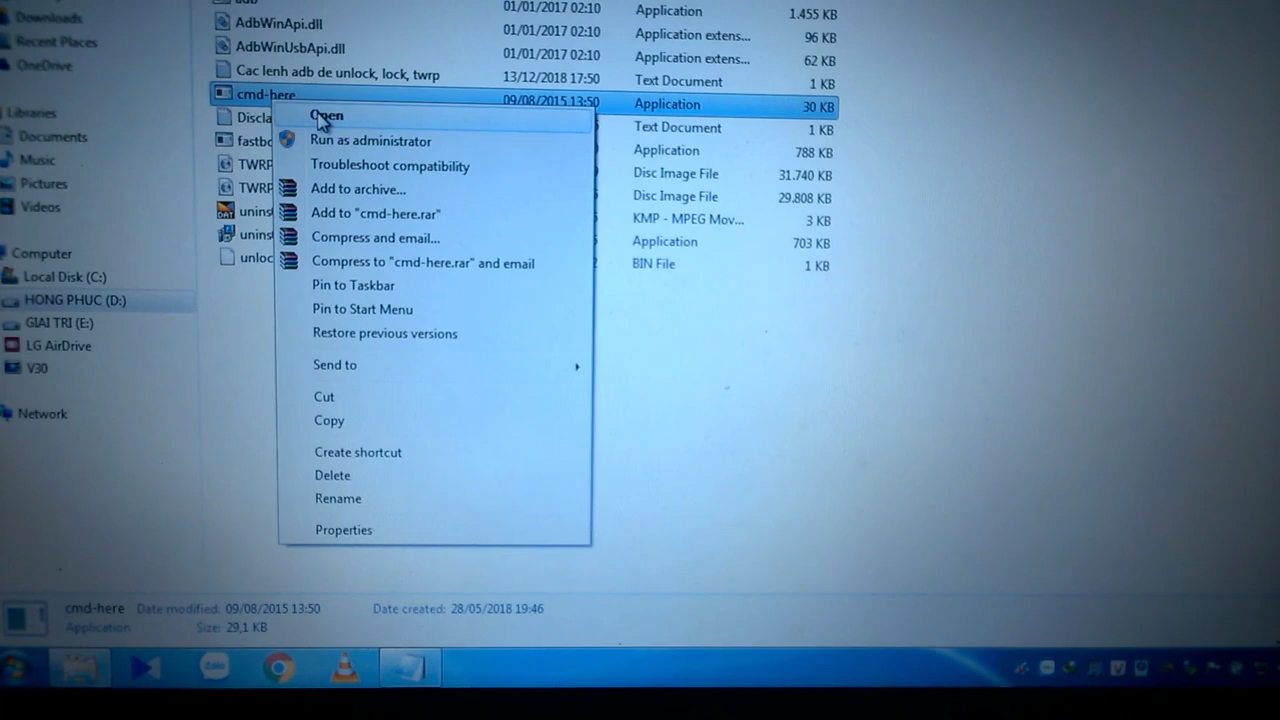 Downloads
Recent Places
OneDrive
Libraries
Documents
Music
Pictures
Videos
Computer
Local Disk (C:)
HONG PHUC (D:)
GIAI TRI (E:)
LG AirDrive
V30
Network
adb 01/01/2017 02:10 Application 1.455 KB
AdbWinApi.dll 01/01/2017 02:10 Application extens... 96 KB
AdbWinUsbApi.dll 01/01/2017 02:10 Application extens... 62 KB
Cac lenh adb de unlock, lock, twrp 13/12/2018 17:50 Text Document 1 KB
cmd-here 09/08/2015 13:50 Application 30 KB
Discla Text Document 1 KB
fastbo Application 788 KB
TWRP Disc Image File 31.740 KB
TWRP Disc Image File 29.808 KB
unins KMP - MPEG Mov... 3 KB
unins Application 703 KB
unloc BIN File 1 KB
Open
Run as administrator
Troubleshoot compatibility
Add to archive...
Add to "cmd-here.rar"
Compress and email...
Compress to "cmd-here.rar" and email
Pin to Taskbar
Pin to Start Menu
Restore previous versions
Send to
Cut
Copy
Create shortcut
Delete
Rename
Properties
cmd-here Date modified: 09/08/2015 13:50 Date created: 28/05/2018 19:46
Application Size: 29,1 KB
Zalo